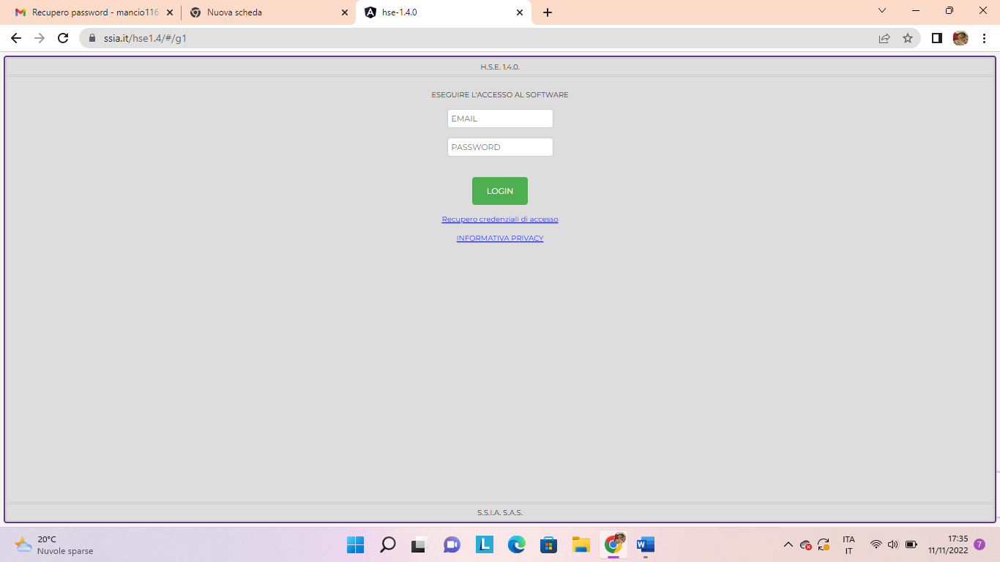 Recupero password - mancio116
Nuova scheda
hse-1.4.0
ssia.it/hse1.4/#/g1
H.S.E. 1.4.0.
ESEGUIRE L'ACCESSO AL SOFTWARE
EMAIL
PASSWORD
LOGIN
Recupero credenziali di accesso
INFORMATIVA PRIVACY
S.S.I.A. S.A.S.
20°C
Nuvole sparse
L
W
ITA
IT
17:35
11/11/2022
7